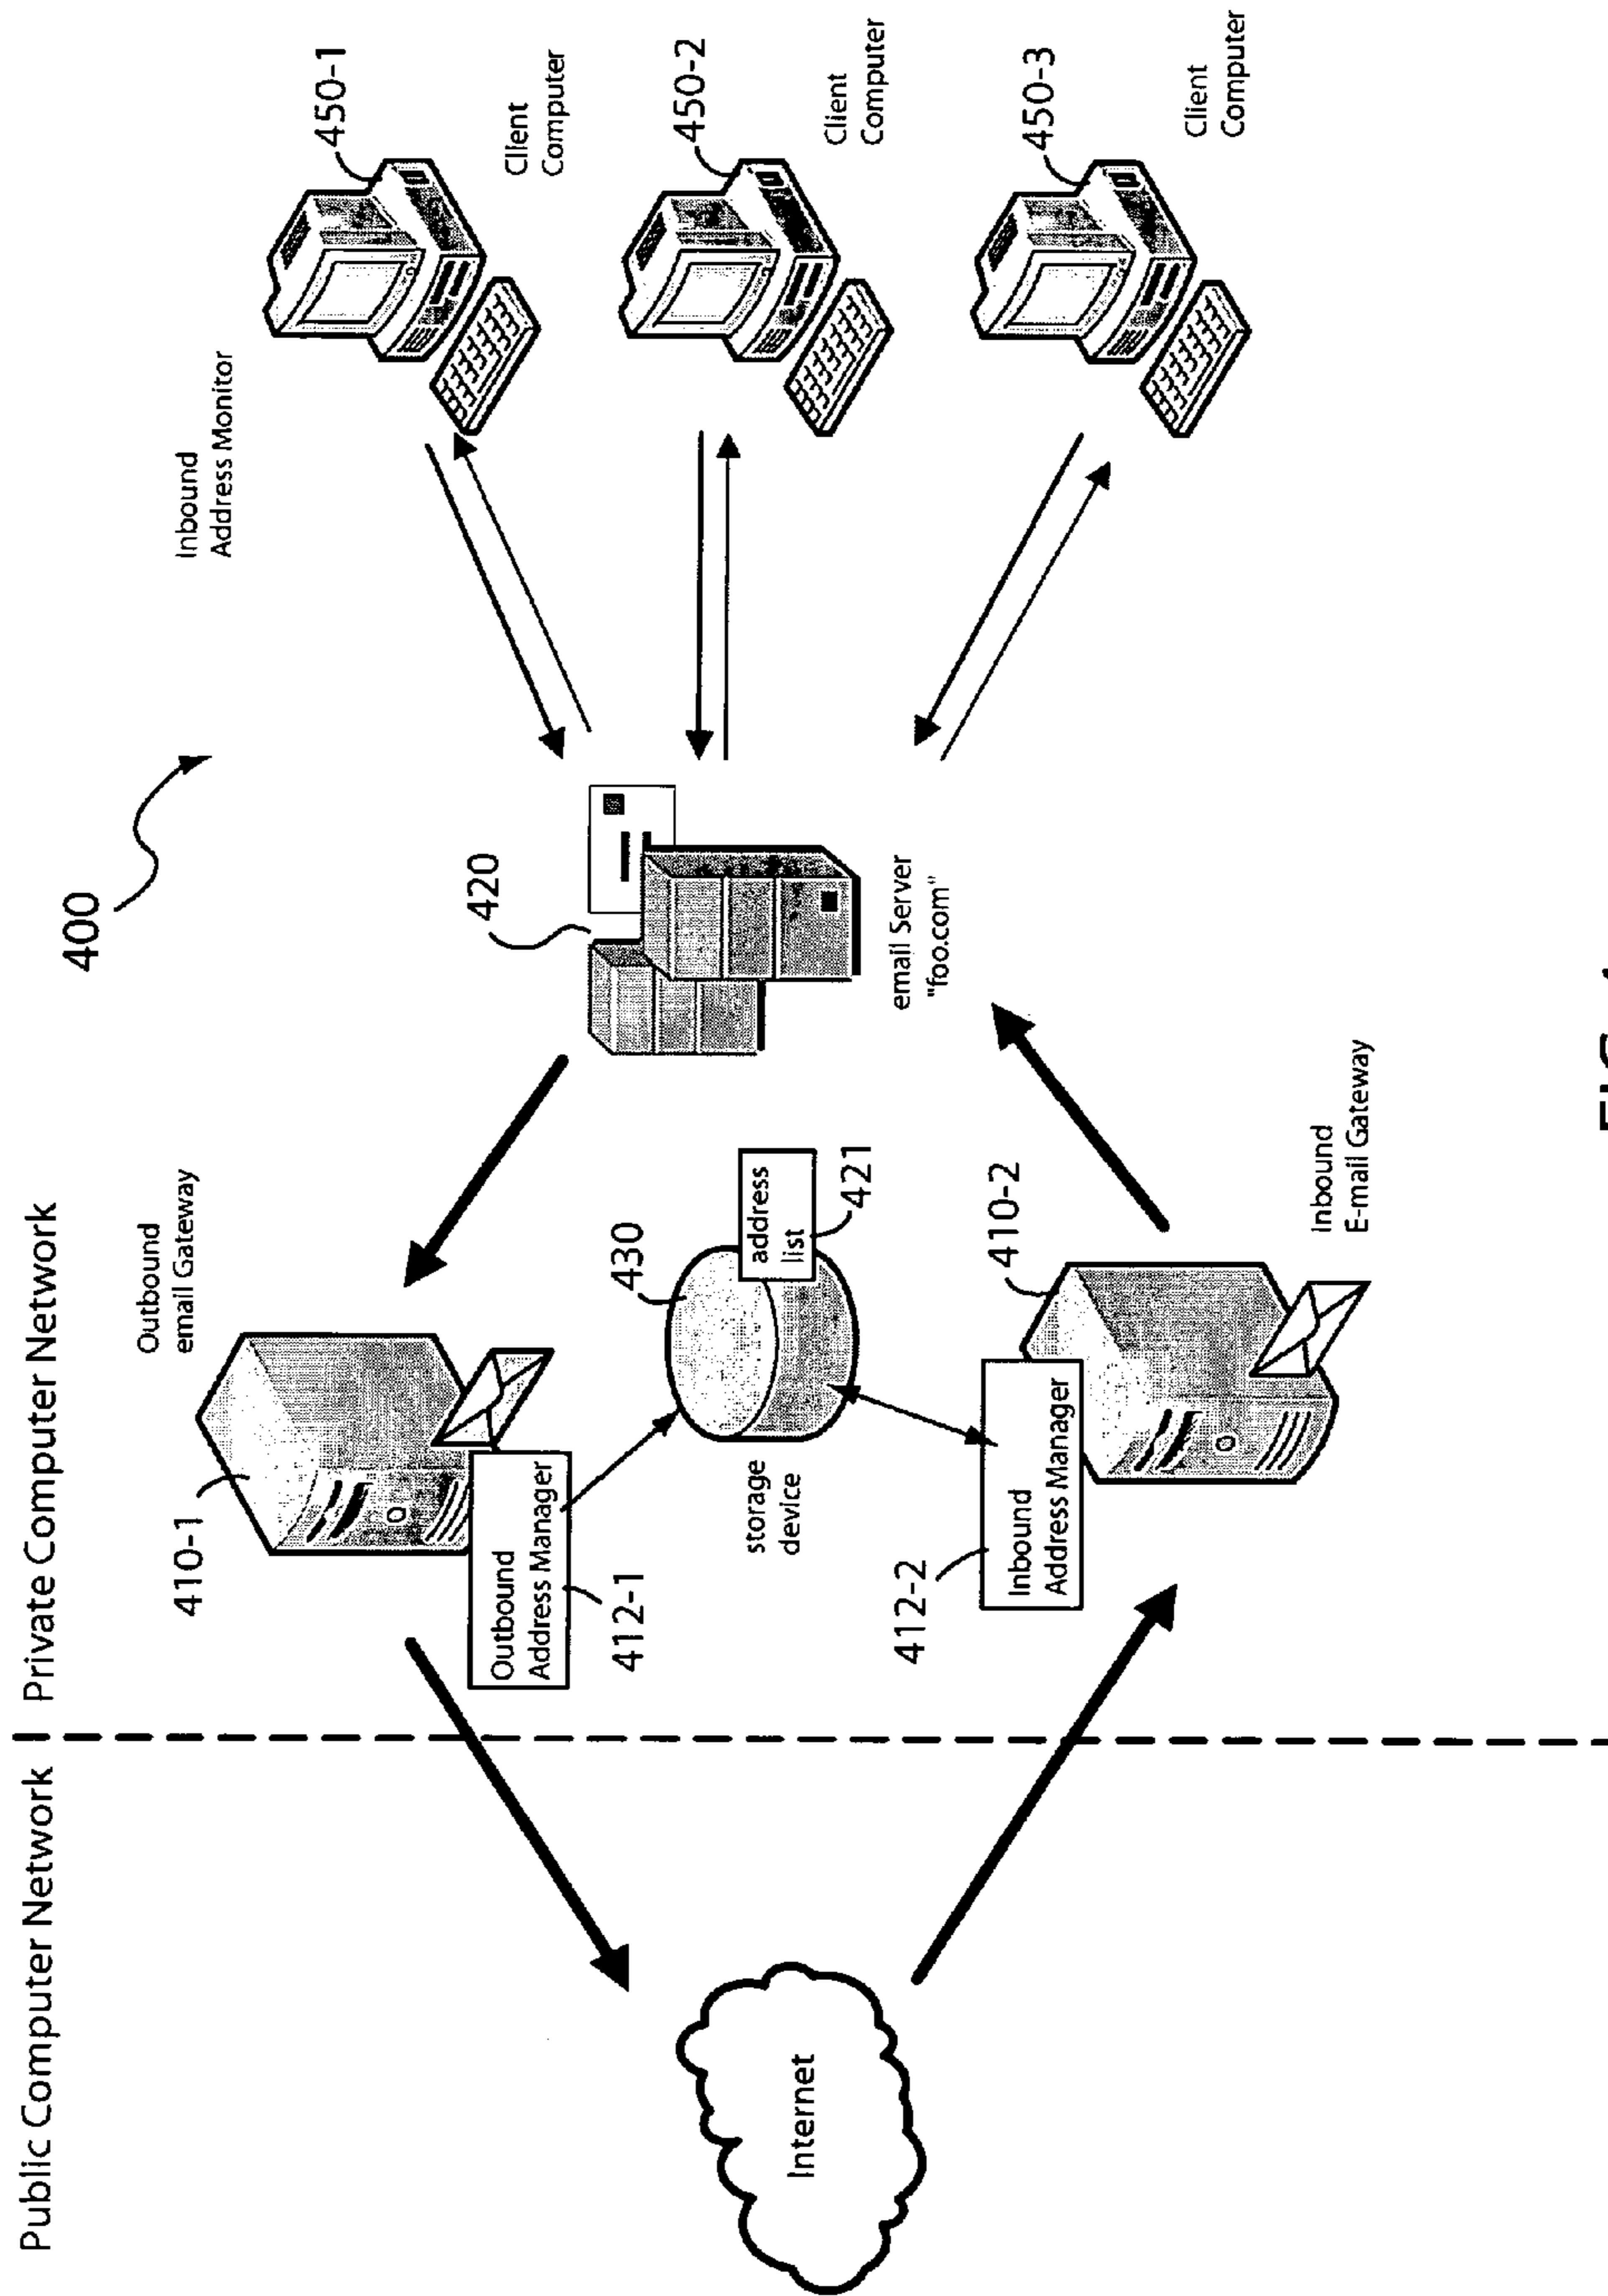 Public Computer Network
Private Computer Network
400
Outbound
email Gateway
410-1
Outbound
Address Manager
412-1
430
address
list
421
storage
device
412-2
Inbound
Address Manager
410-2
Inbound
E-mail Gateway
Internet
420
email Server
"foo.com"
Inbound
Address Monitor
450-1
Client
Computer
450-2
Client
Computer
450-3
Client
Computer